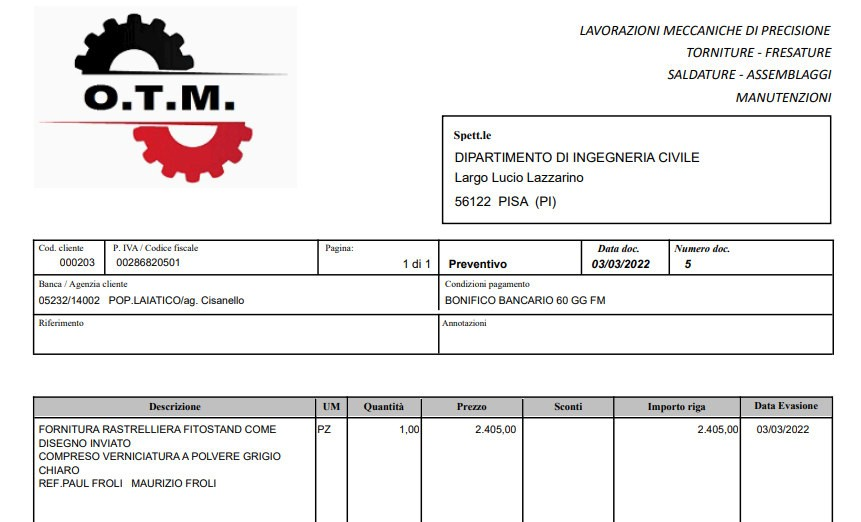 O.T.M.
LAVORAZIONI MECCANICHE DI PRECISIONE
TORNITURE - FRESATURE
SALDATURE - ASSEMBLAGGI
MANUTENZIONI
Spett.le
DIPARTIMENTO DI INGEGNERIA CIVILE
Largo Lucio Lazzarino
56122 PISA (PI)
Cod. cliente P. IVA / Codice fiscale Pagina: Data doc. Numero doc.
000203 00286820501 1 di 1 Preventivo 03/03/2022 5
Banca / Agenzia cliente Condizioni pagamento
05232/14002 POP.LAIATICO/ag. Cisanello BONIFICO BANCARIO 60 GG FM
Riferimento Annotazioni
Descrizione UM Quantità Prezzo Sconti Importo riga Data Evasione
FORNITURA RASTRELLIERA FITOSTAND COME PZ 1,00 2.405,00 2.405,00 03/03/2022
DISEGNO INVIATO
COMPRESO VERNICIATURA A POLVERE GRIGIO
CHIARO
REF.PAUL FROLI MAURIZIO FROLI